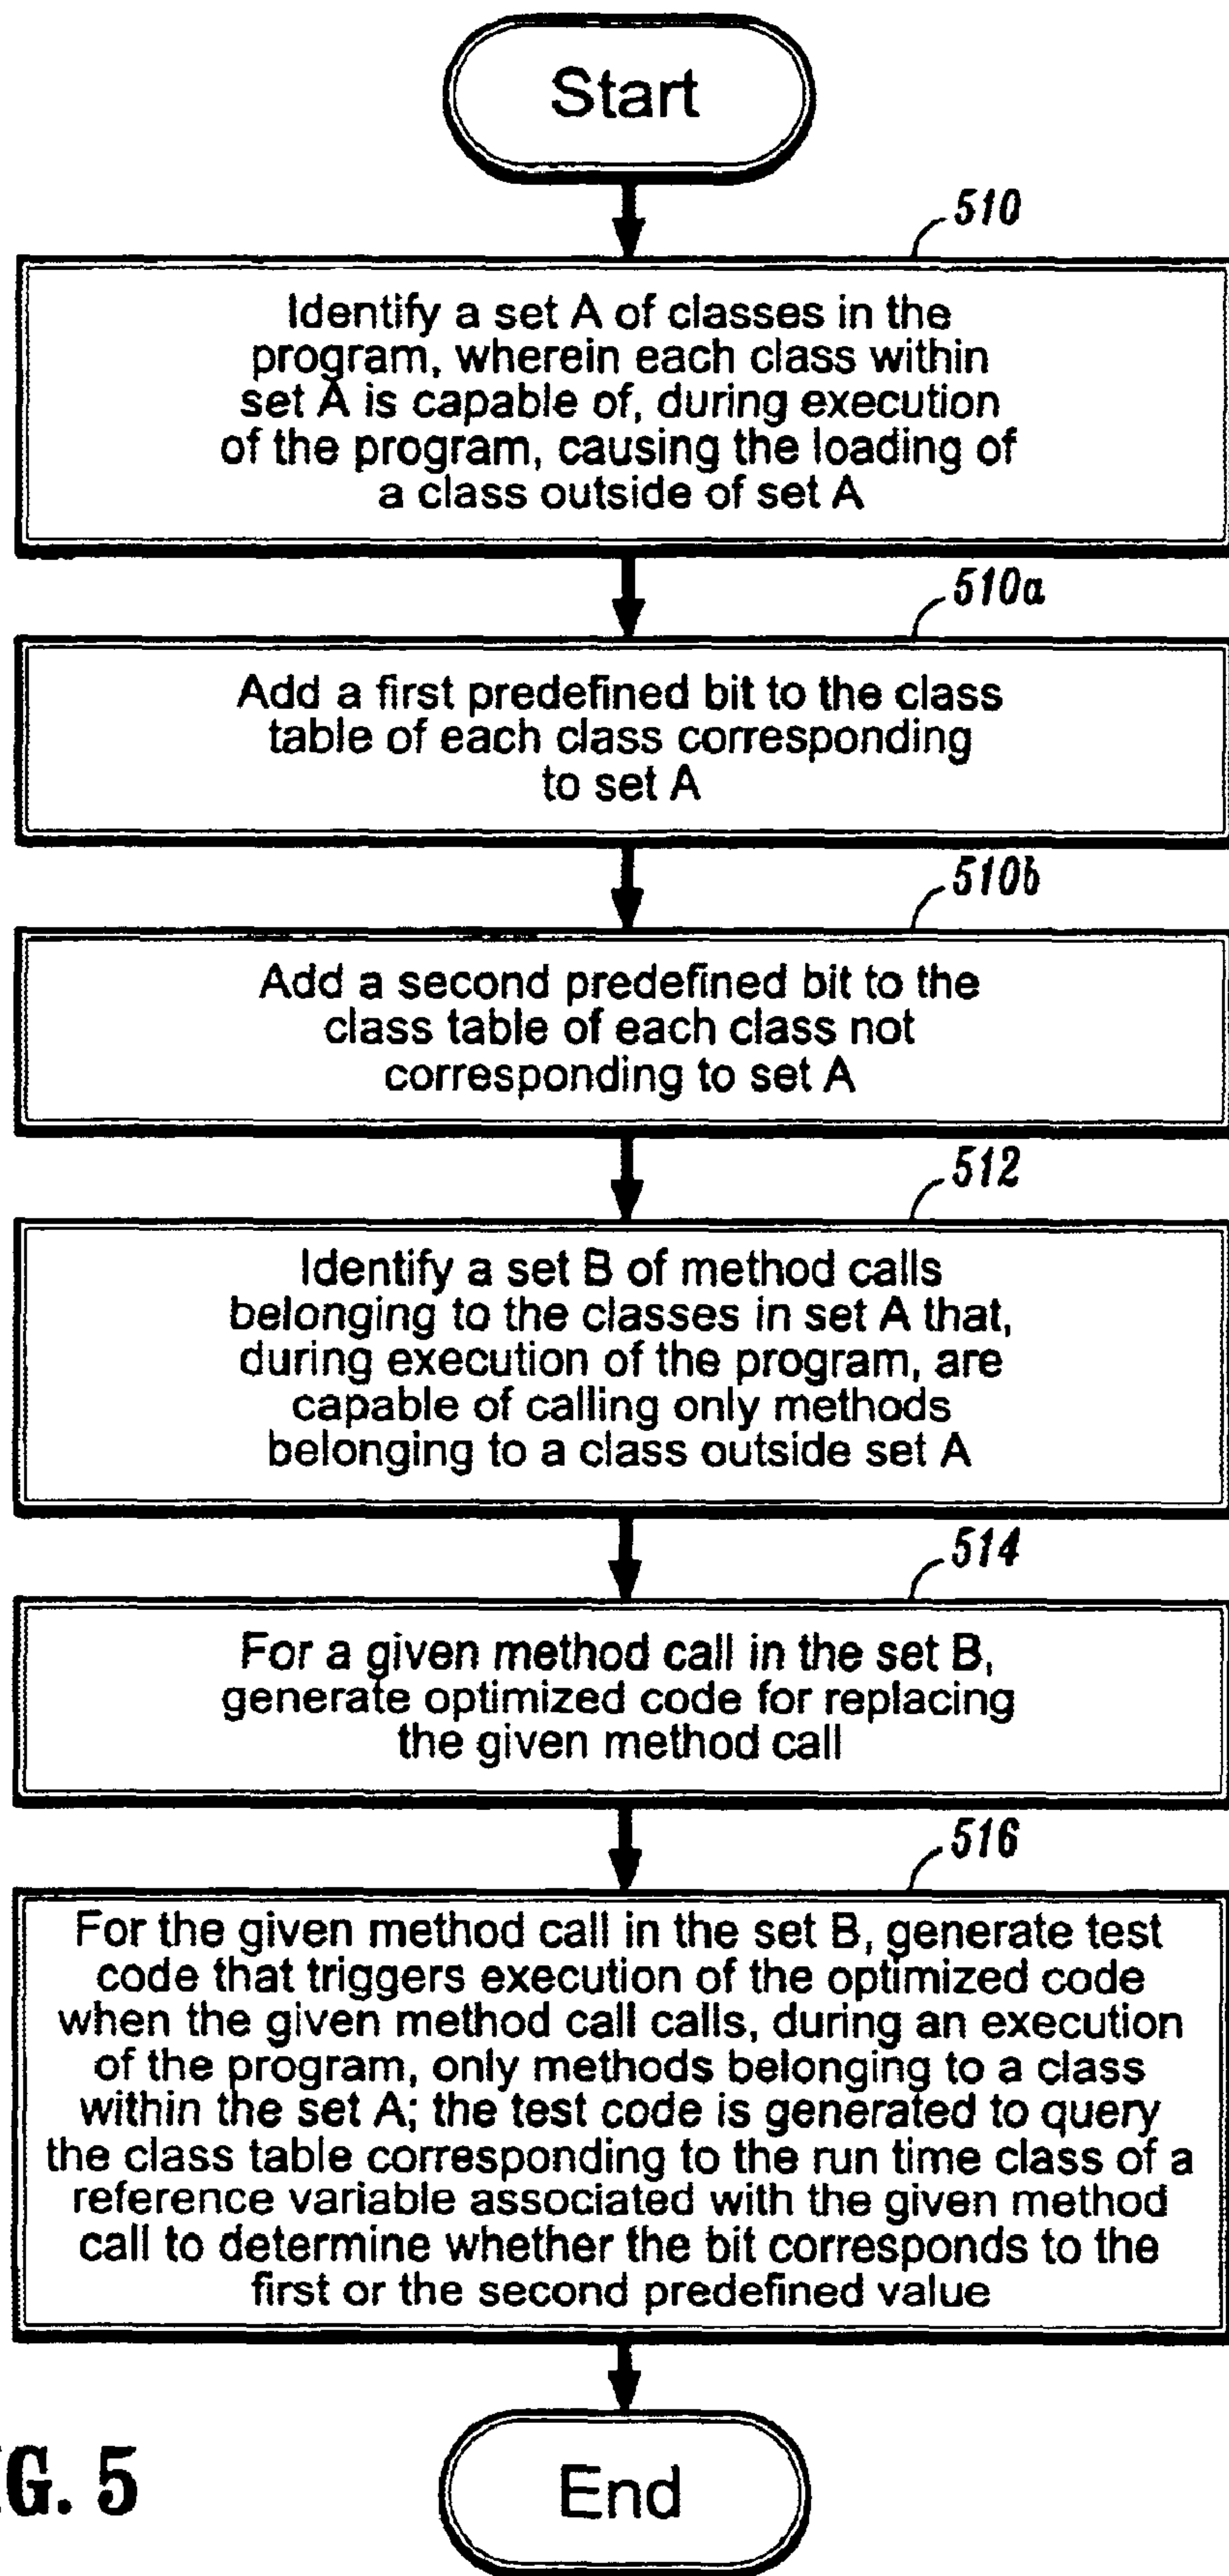 Start
510
Identify a set A of classes in the
program, wherein each class within
set A is capable of, during execution
of the program, causing the loading of
a class outside of set A
510a
Add a first predefined bit to the class
table of each class corresponding
to set A
510b
Add a second predefined bit to the
class table of each class not
corresponding to set A
512
Identify a set B of method calls
belonging to the classes in set A that,
during execution of the program, are
capable of calling only methods
belonging to a class outside set A
514
For a given method call in the set B,
generate optimized code for replacing
the given method call
516
For the given method call in the set B, generate test
code that triggers execution of the optimized code
when the given method call calls, during an execution
of the program, only methods belonging to a class
within the set A; the test code is generated to query
the class table corresponding to the run time class of a
reference variable associated with the given method
call to determine whether the bit corresponds to the
first or the second predefined value
End
G. 5